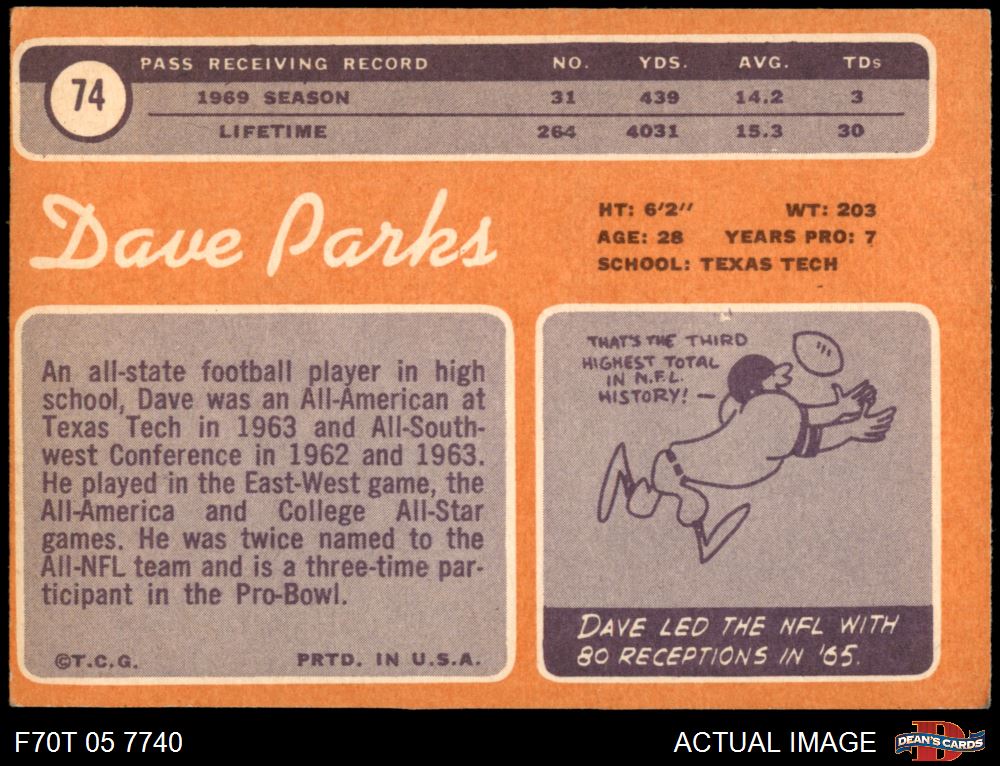 74
PASS RECEIVING RECORD NO. YDS. AVG. TDs
1969 SEASON 31 439 14.2 3
LIFETIME 264 4031 15.3 30
Dave Parks
HT: 6'2" WT: 203
AGE: 28 YEARS PRO: 7
SCHOOL: TEXAS TECH
An all-state football player in high
school, Dave was an All-American at
Texas Tech in 1963 and All-South-
west Conference in 1962 and 1963.
He played in the East-West game, the
All-America and College All-Star
games. He was twice named to the
All-NFL team and is a three-time par-
ticipant in the Pro-Bowl.
©T.C.G. PRTD. IN U.S.A.
THAT'S THE THIRD
HIGHEST TOTAL
IN N.F.L.
HISTORY! —
DAVE LED THE NFL WITH
80 RECEPTIONS IN '65.
F70T 05 7740
ACTUAL IMAGE
DEAN'S CARDS